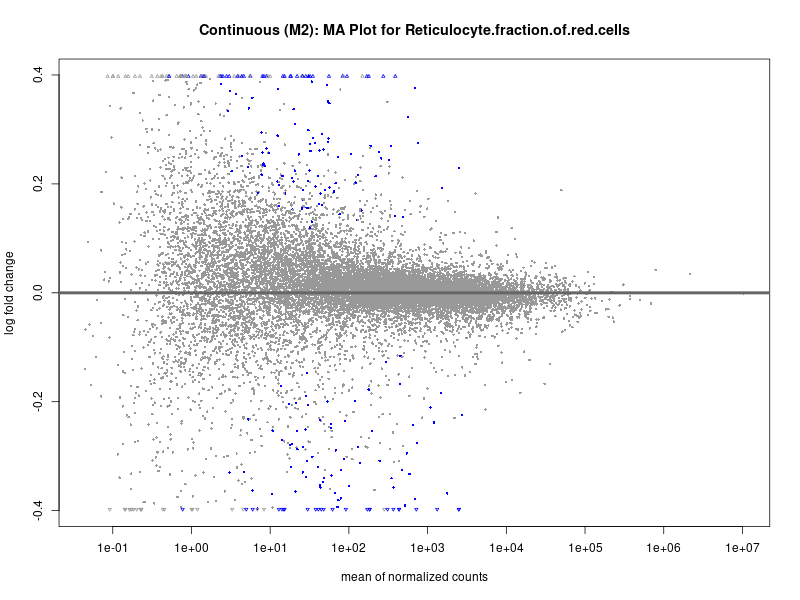 Continuous (M2): MA Plot for Reticulocyte.fraction.of.red.cells
0.4
0.2
0.0
-0.2
-0.4
log fold change
1e-01 1e+00 1e+01 1e+02 1e+03 1e+04 1e+05 1e+06 1e+07
mean of normalized counts